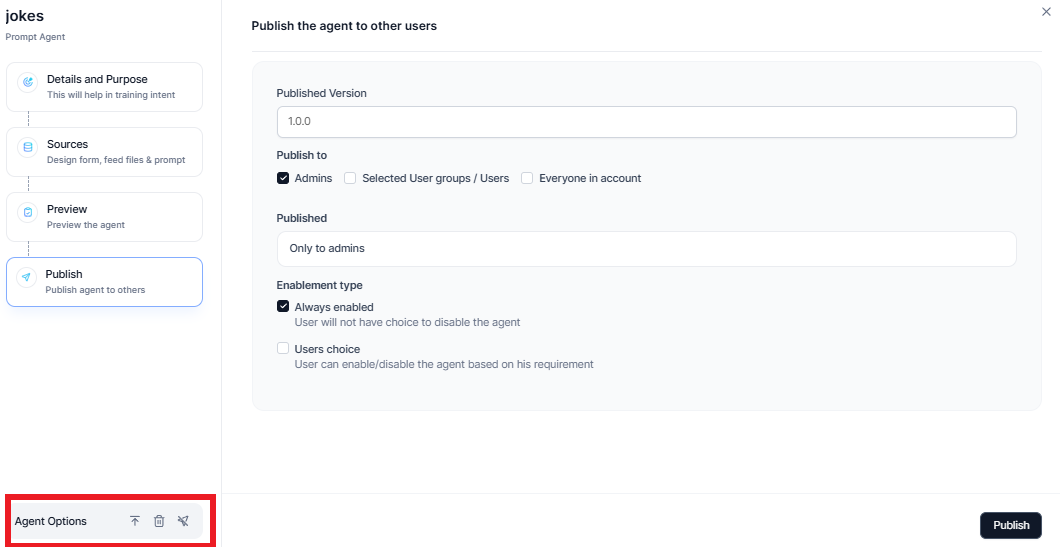 jokes
Prompt Agent
Details and Purpose
This will help in training intent
Sources
Design form, feed files & prompt
Preview
Preview the agent
Publish
Publish agent to others
Agent Options
Publish the agent to other users
Published Version
1.0.0
Publish to
Admins Selected User groups / Users Everyone in account
Published
Only to admins
Enablement type
Always enabled
User will not have choice to disable the agent
Users choice
User can enable/disable the agent based on his requirement
Publish